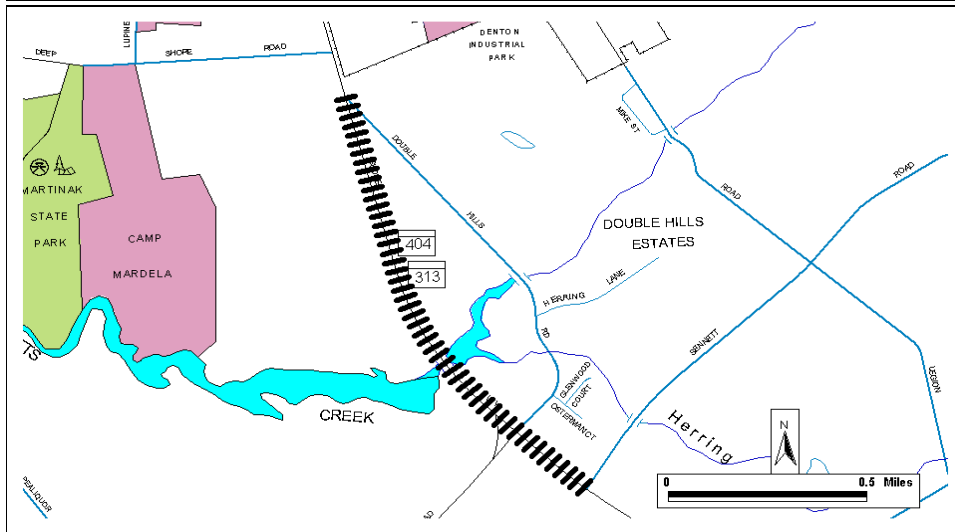 DENTON
INDUSTRIAL
PARK
LUPINE
DEEP SHOPE ROAD
MIKE ST
DOUBLE HILLS RD
ROAD
ROAD
MARTINAK
STATE
PARK
CAMP
MARDELA
404
313
DOUBLE HILLS
ESTATES
HERRING LANE
SENNETT
LEGION
GLENWOOD
COURT
OSTERMAN CT
TS
CREEK
Herring
N
0 0.5 Miles
PEALIQUOR